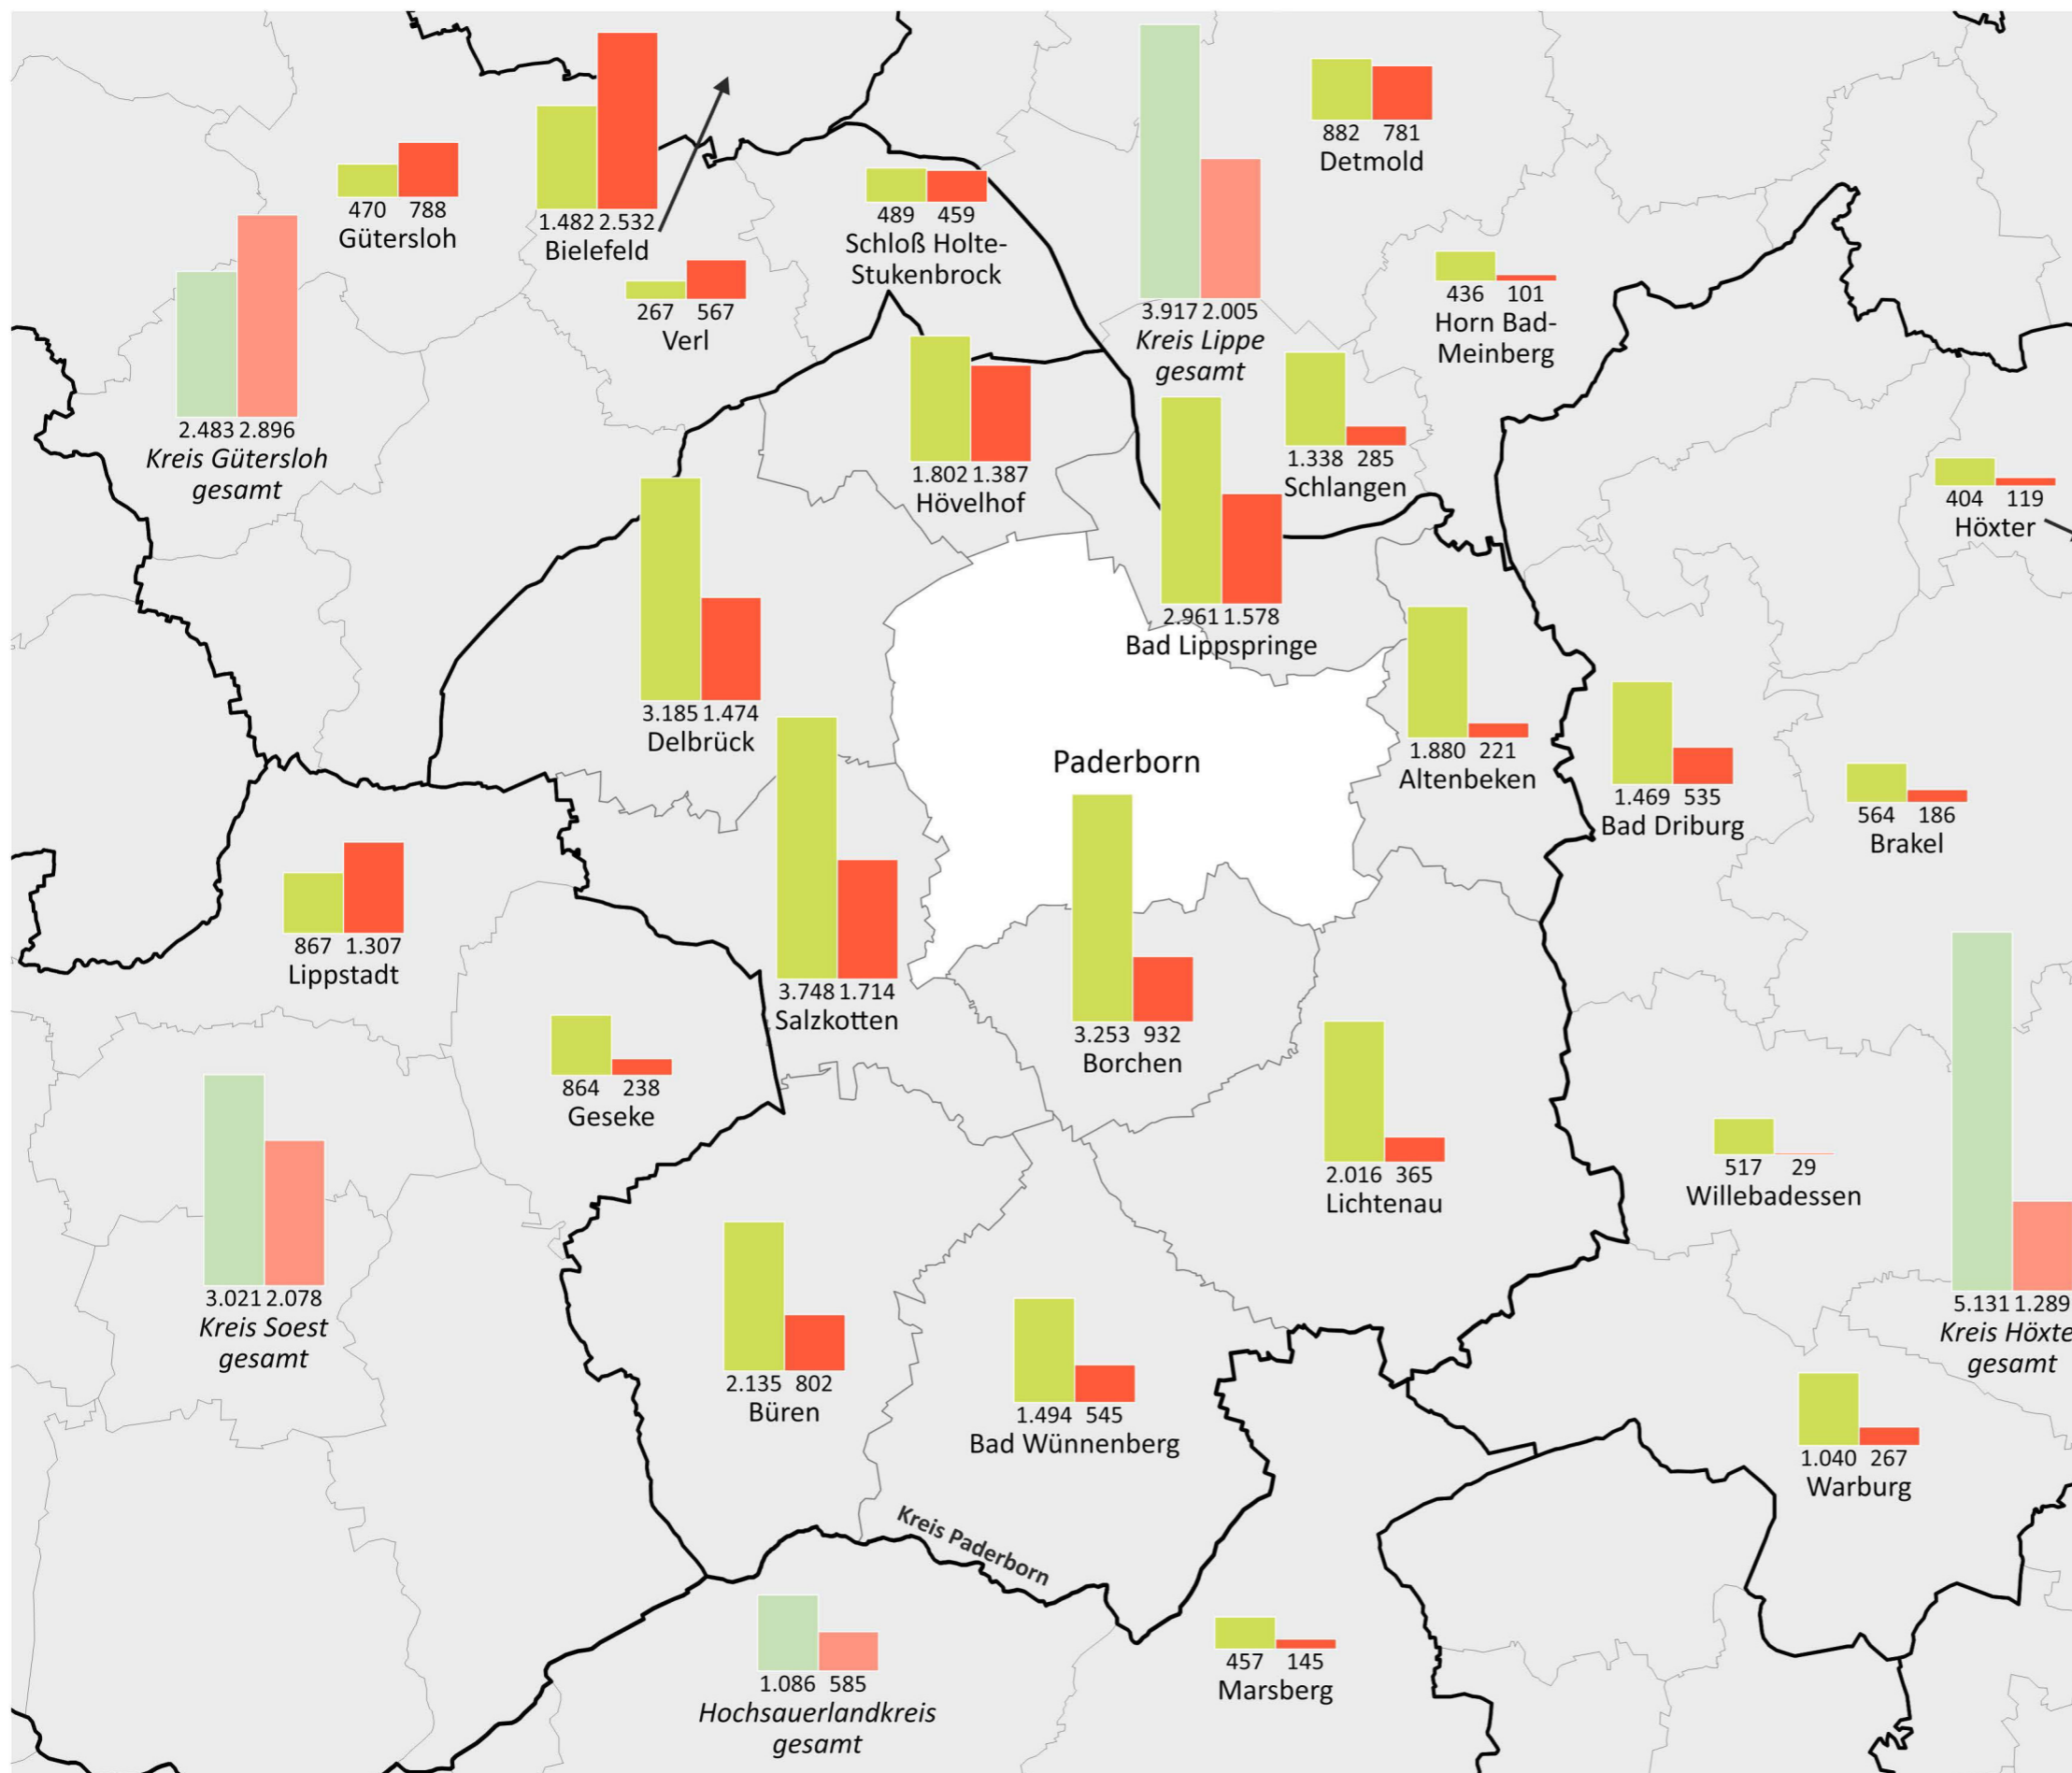 882 781
Detmold
470 788
Gütersloh
1.482 2.532
Bielefeld
489 459
Schloß Holte-
Stukenbrock
267 567
Verl
3.917 2.005
Kreis Lippe
gesamt
436 101
Horn Bad-
Meinberg
2.483 2.896
Kreis Gütersloh
gesamt
1.802 1.387
Hövelhof
1.338 285
Schlangen
404 119
Höxter
2.961 1.578
Bad Lippspringe
3.185 1.474
Delbrück
Paderborn
1.880 221
Altenbeken
1.469 535
Bad Driburg
564 186
Brakel
867 1.307
Lippstadt
3.748 1.714
Salzkotten
3.253 932
Borchen
864 238
Geseke
2.016 365
Lichtenau
517 29
Willebadessen
3.021 2.078
Kreis Soest
gesamt
5.131 1.289
Kreis Höxte
gesamt
2.135 802
Büren
1.494 545
Bad Wünnenberg
1.040 267
Warburg
Kreis Paderborn
1.086 585
Hochsauerlandkreis
gesamt
457 145
Marsberg